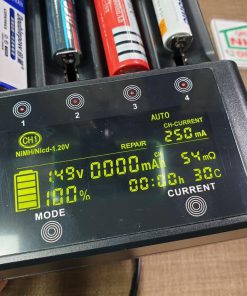 1
2
3
4
AUTO
CH1
CH-CURRENT
250 mA
NiMH/Nicd-1.20V
REPAIR
1.49V 0000mAh 54mΩ
100%
00:00h 30C
MODE
CURRENT